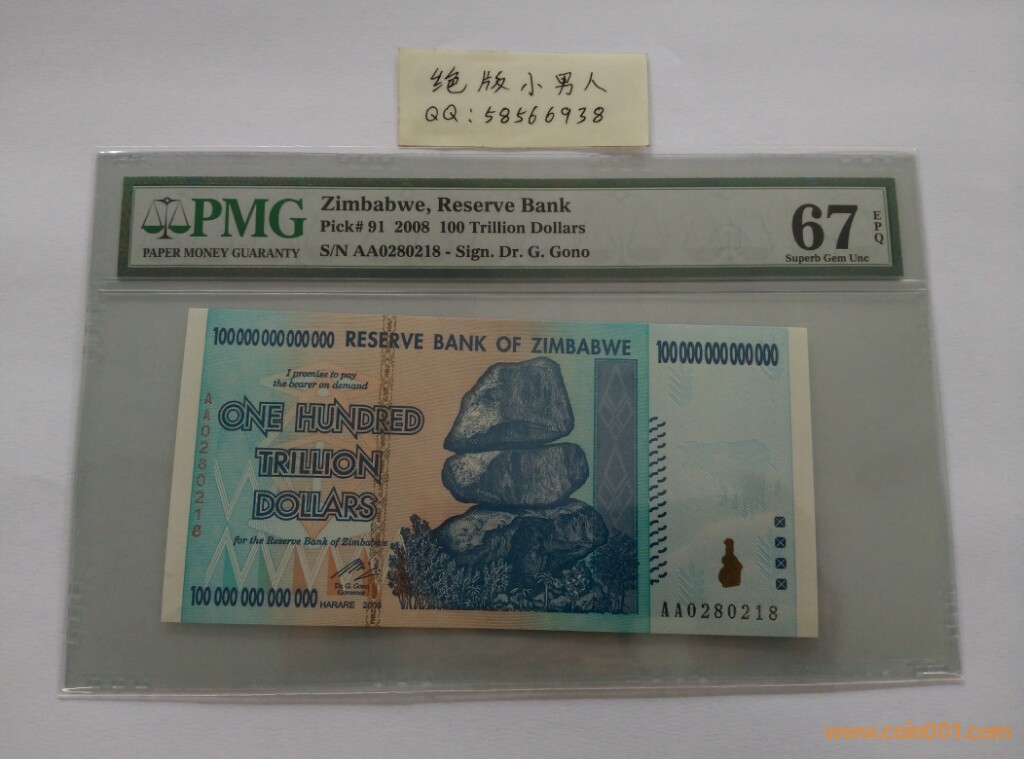 绝版小男人
QQ: 58566938
PMG
PAPER MONEY GUARANTY
Zimbabwe, Reserve Bank
Pick# 91 2008 100 Trillion Dollars
S/N AA0280218 - Sign. Dr. G. Gono
67
EPQ
Superb Gem Unc
100 000 000 000 000 RESERVE BANK OF ZIMBABWE 100 000 000 000 000
I promise to pay
the bearer on demand
ONE HUNDRED
TRILLION
DOLLARS
for the Reserve Bank of Zimbabwe
Dr. G. Gono
Governor
100 000 000 000 000 HARARE 2008
AA0280218
AA0280218
www.coin001.com